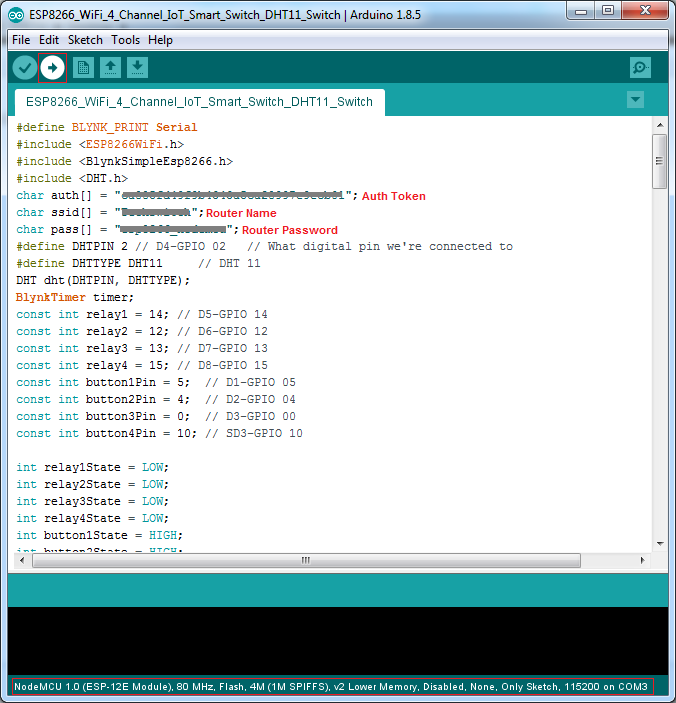 ESP8266_WiFi_4_Channel_IoT_Smart_Switch_DHT11_Switch | Arduino 1.8.5
File Edit Sketch Tools Help
ESP8266_WiFi_4_Channel_IoT_Smart_Switch_DHT11_Switch
#define BLYNK_PRINT Serial
#include <ESP8266WiFi.h>
#include <BlynkSimpleEsp8266.h>
#include <DHT.h>
char auth[] = ""; Auth Token
char ssid[] = ""; Router Name
char pass[] = ""; Router Password
#define DHTPIN 2 // D4-GPIO 02   // What digital pin we're connected to
#define DHTTYPE DHT11     // DHT 11
DHT dht(DHTPIN, DHTTYPE);
BlynkTimer timer;
const int relay1 = 14; // D5-GPIO 14
const int relay2 = 12; // D6-GPIO 12
const int relay3 = 13; // D7-GPIO 13
const int relay4 = 15; // D8-GPIO 15
const int button1Pin = 5;  // D1-GPIO 05
const int button2Pin = 4;  // D2-GPIO 04
const int button3Pin = 0;  // D3-GPIO 00
const int button4Pin = 10; // SD3-GPIO 10
int relay1State = LOW;
int relay2State = LOW;
int relay3State = LOW;
int relay4State = LOW;
int button1State = HIGH;
int button2State = HIGH;
NodeMCU 1.0 (ESP-12E Module), 80 MHz, Flash, 4M (1M SPIFFS), v2 Lower Memory, Disabled, None, Only Sketch, 115200 on COM3